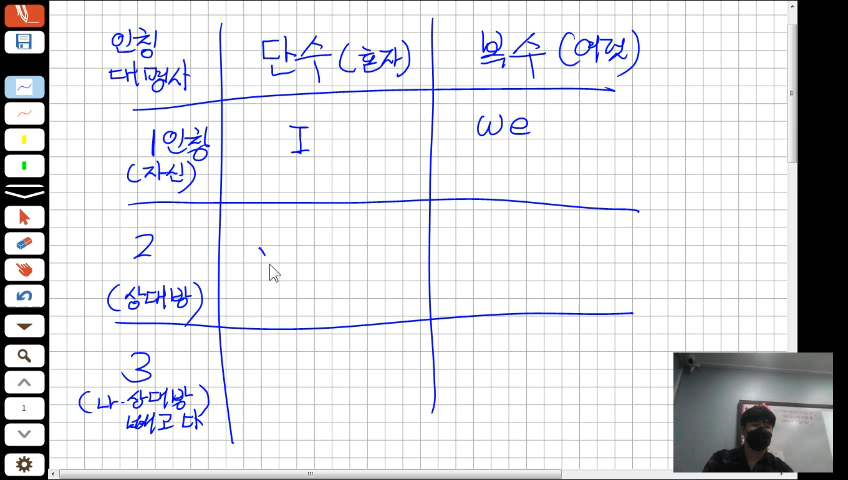 인칭 대명사
단수 (혼자)
복수 (여럿)
1인칭 (자신)
I
we
2 (상대방)
3 (나·상대방 빼고 다)
1